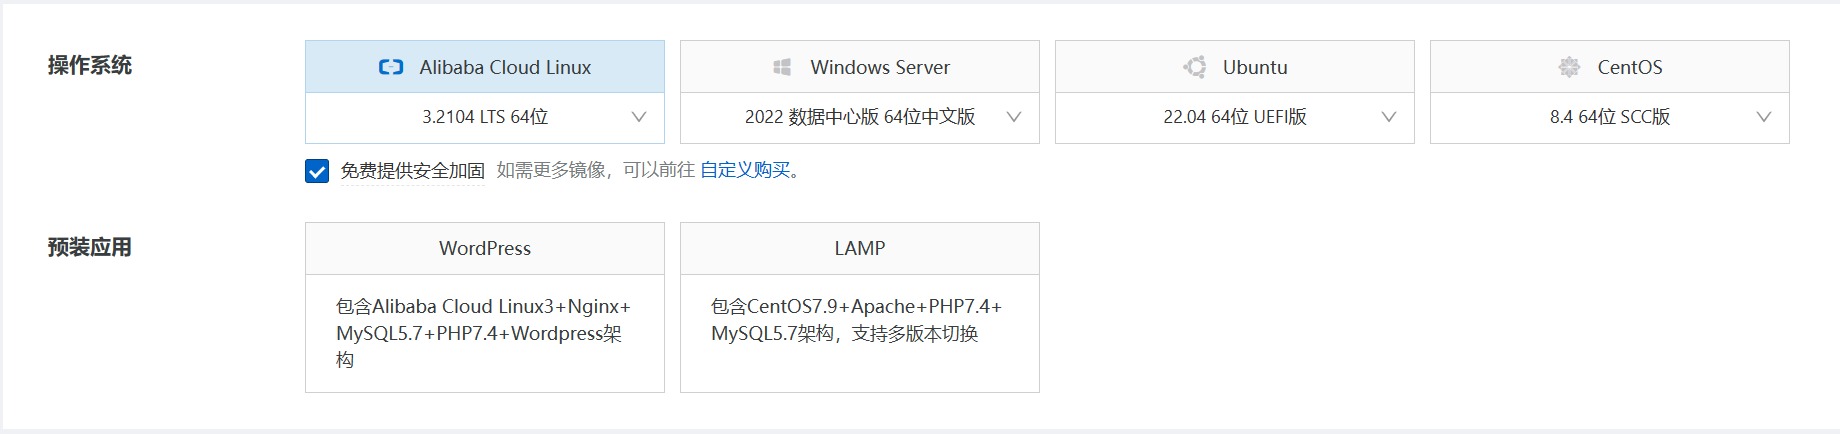 操作系统
Alibaba Cloud Linux
Windows Server
Ubuntu
CentOS
3.2104 LTS 64位
2022 数据中心版 64位中文版
22.04 64位 UEFI版
8.4 64位 SCC版
免费提供安全加固 如需更多镜像，可以前往 自定义购买。
预装应用
WordPress
LAMP
包含Alibaba Cloud Linux3+Nginx+
MySQL5.7+PHP7.4+Wordpress架
构
包含CentOS7.9+Apache+PHP7.4+
MySQL5.7架构，支持多版本切换